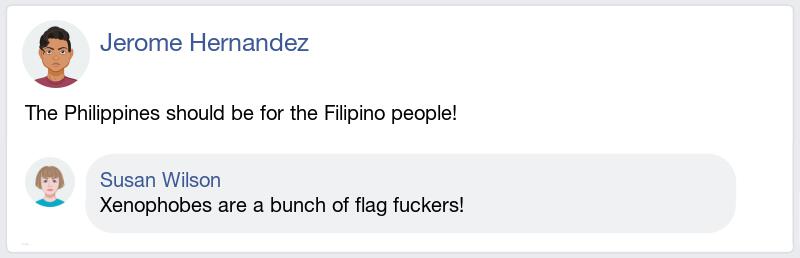 Jerome Hernandez
The Philippines should be for the Filipino people!
Susan Wilson
Xenophobes are a bunch of flag fuckers!